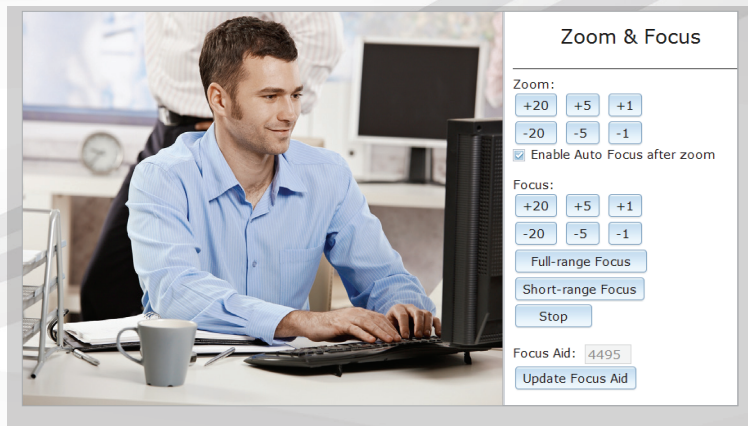 Zoom & Focus
Zoom:
+20 +5 +1
-20 -5 -1
Enable Auto Focus after zoom
Focus:
+20 +5 +1
-20 -5 -1
Full-range Focus
Short-range Focus
Stop
Focus Aid: 4495
Update Focus Aid